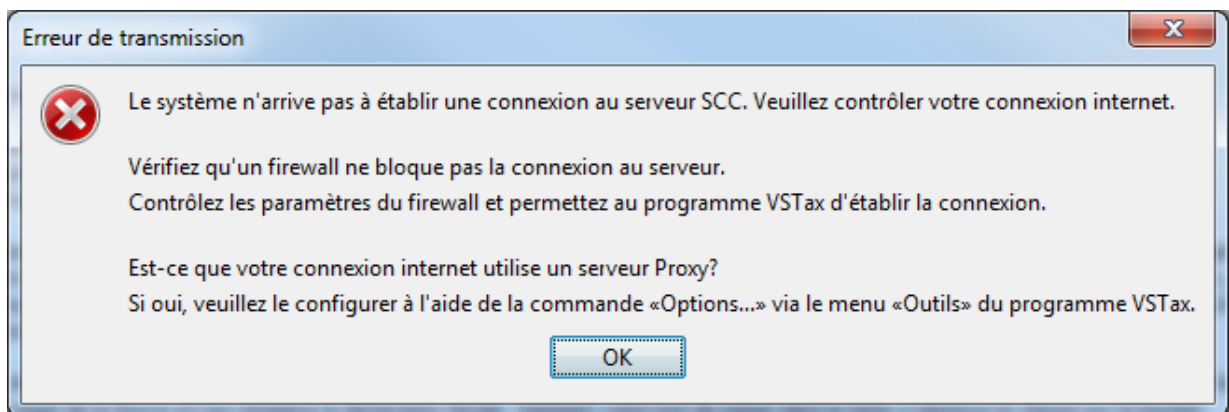 Erreur de transmission
Le système n'arrive pas à établir une connexion au serveur SCC. Veuillez contrôler votre connexion internet.
Vérifiez qu'un firewall ne bloque pas la connexion au serveur.
Contrôlez les paramètres du firewall et permettez au programme VSTax d'établir la connexion.
Est-ce que votre connexion internet utilise un serveur Proxy?
Si oui, veuillez le configurer à l'aide de la commande «Options...» via le menu «Outils» du programme VSTax.
OK